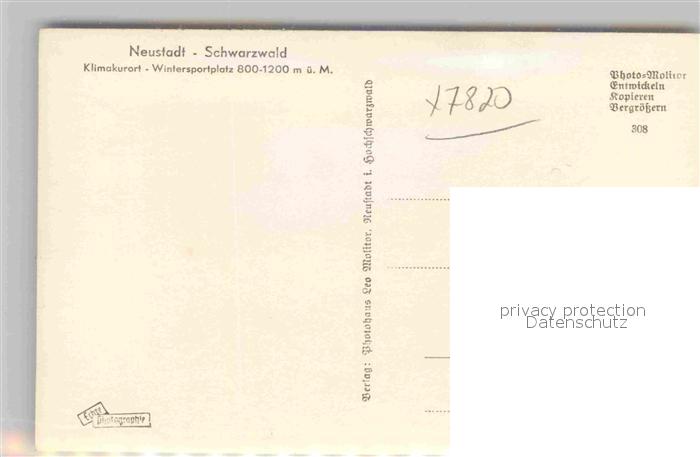 Neustadt - Schwarzwald
Klimakurort - Wintersportplatz 800-1200 m ü. M.
x7820
Photo=Molitor
Entwickeln
Kopieren
Vergrößern
308
Verlag: Photohaus Leo Molitor, Neustadt i. Hochschwarzwald
privacy protection
Datenschutz
Echte
Photographie